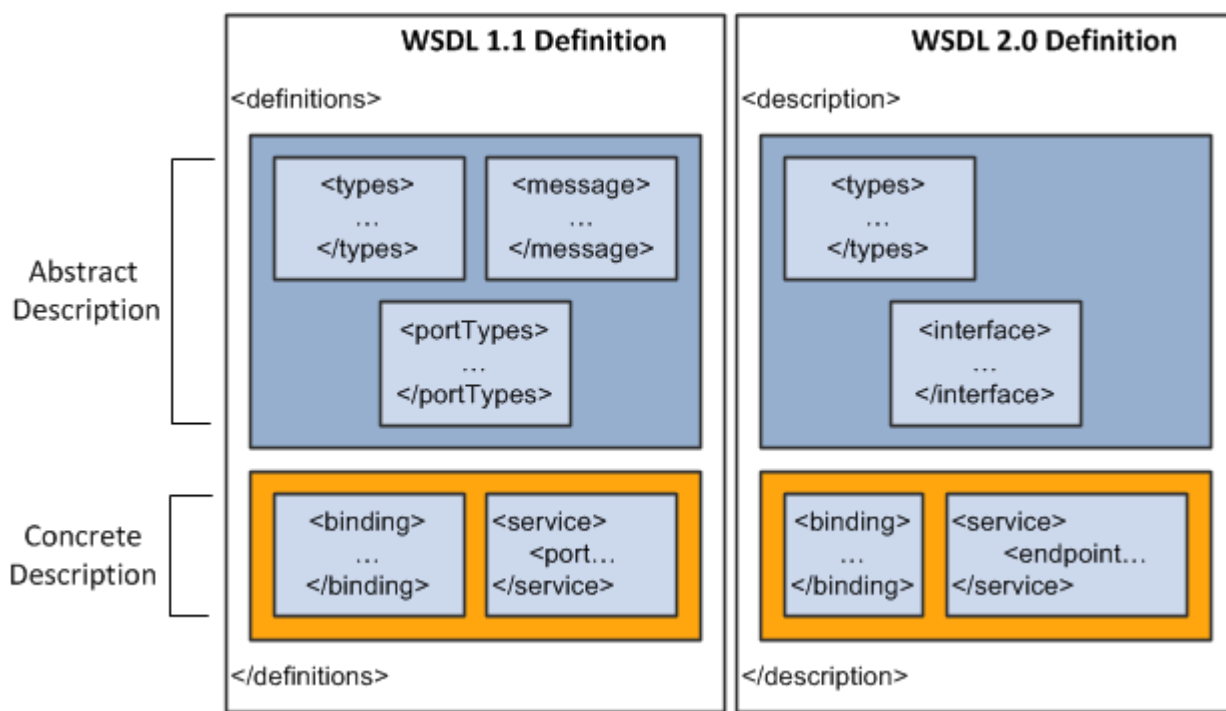 WSDL 1.1 Definition
<definitions>
<types>
…
</types>
<message>
…
</message>
<portTypes>
…
</portTypes>
<binding>
…
</binding>
<service>
<port…
</service>
</definitions>
WSDL 2.0 Definition
<description>
<types>
…
</types>
<interface>
…
</interface>
<binding>
…
</binding>
<service>
<endpoint…
</service>
</description>
Abstract
Description
Concrete
Description